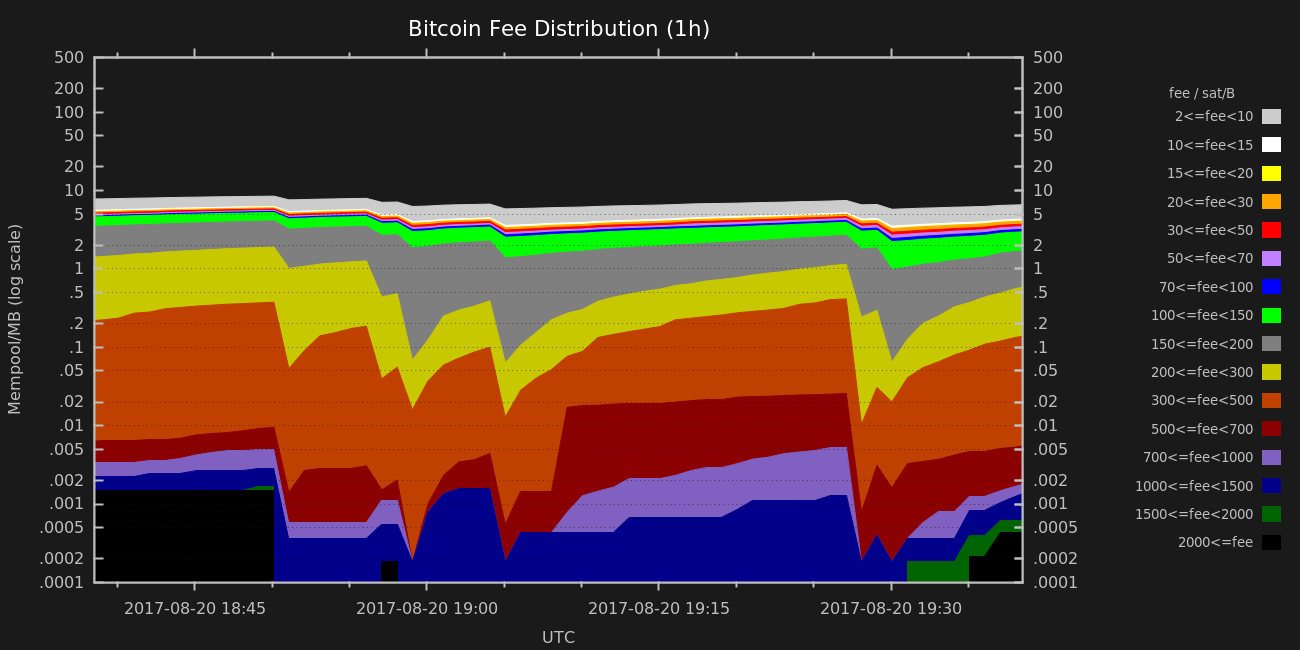 Bitcoin Fee Distribution (1h)
500
200
100
50
20
10
5
2
1
.5
.2
.1
.05
.02
.01
.005
.002
.001
.0005
.0002
.0001
Mempool/MB (log scale)
500
200
100
50
20
10
5
2
1
.5
.2
.1
.05
.02
.01
.005
.002
.001
.0005
.0002
.0001
2017-08-20 18:45
2017-08-20 19:00
2017-08-20 19:15
2017-08-20 19:30
UTC
fee / sat/B
2<=fee<10
10<=fee<15
15<=fee<20
20<=fee<30
30<=fee<50
50<=fee<70
70<=fee<100
100<=fee<150
150<=fee<200
200<=fee<300
300<=fee<500
500<=fee<700
700<=fee<1000
1000<=fee<1500
1500<=fee<2000
2000<=fee